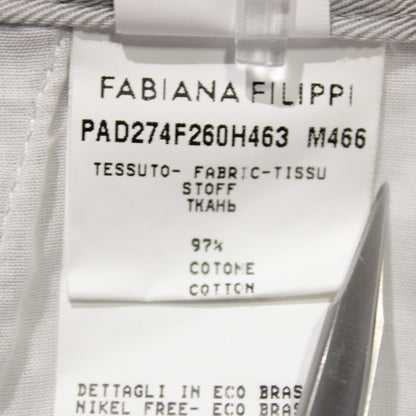 FABIANA FILIPPI
PAD274F260H463 M466
TESSUTO- FABRIC-TISSU
STOFF
ТКАНЬ
97%
COTONE
COTTON
DETTAGLI IN ECO BRAS
NIKEL FREE- ECO BRAS